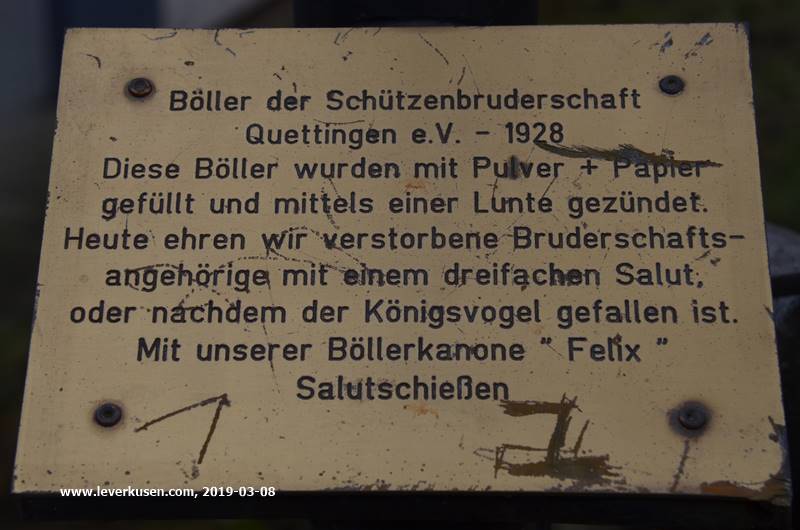 Böller der Schützenbruderschaft
Quettingen e.V. - 1928
Diese Böller wurden mit Pulver + Papier
gefüllt und mittels einer Lunte gezündet.
Heute ehren wir verstorbene Bruderschafts-
angehörige mit einem dreifachen Salut,
oder nachdem der Königsvogel gefallen ist.
Mit unserer Böllerkanone " Felix "
Salutschießen
www.leverkusen.com, 2019-03-08